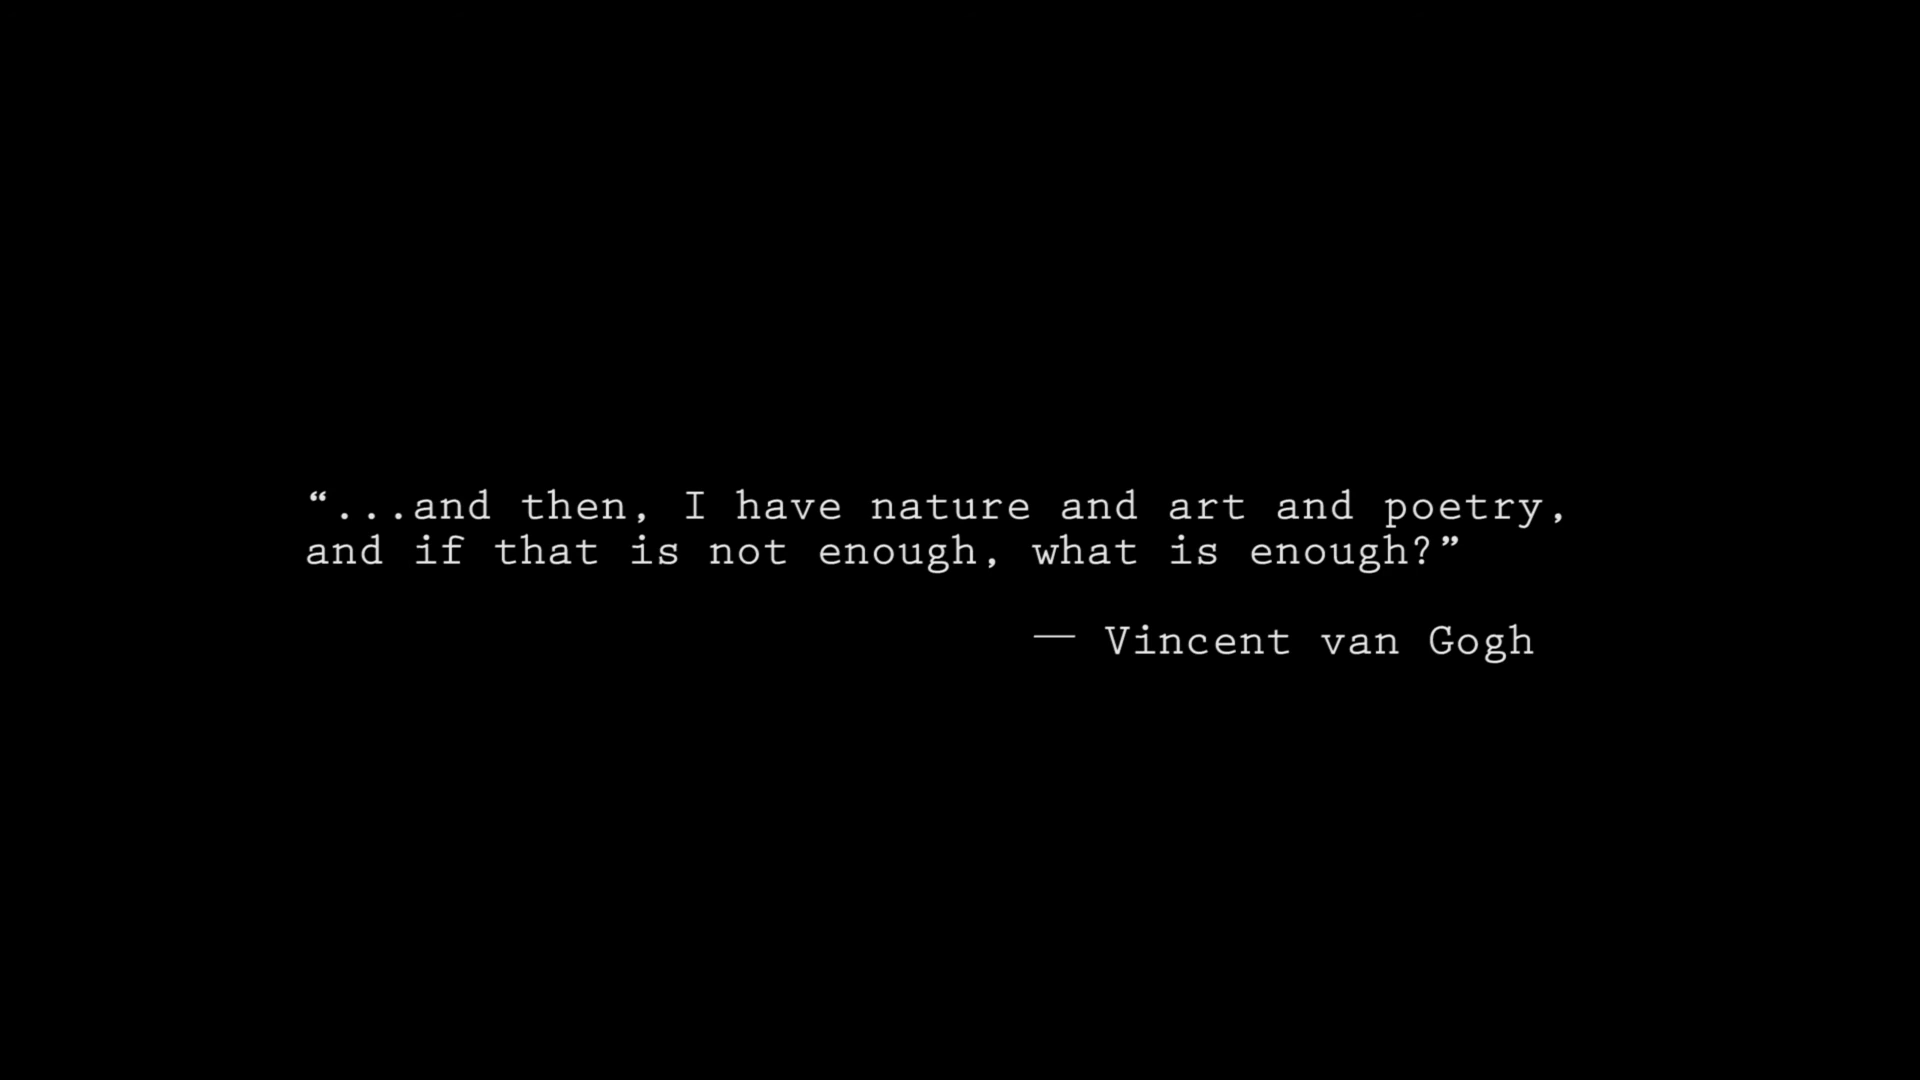 “...and then, I have nature and art and poetry,
and if that is not enough, what is enough?”
— Vincent van Gogh